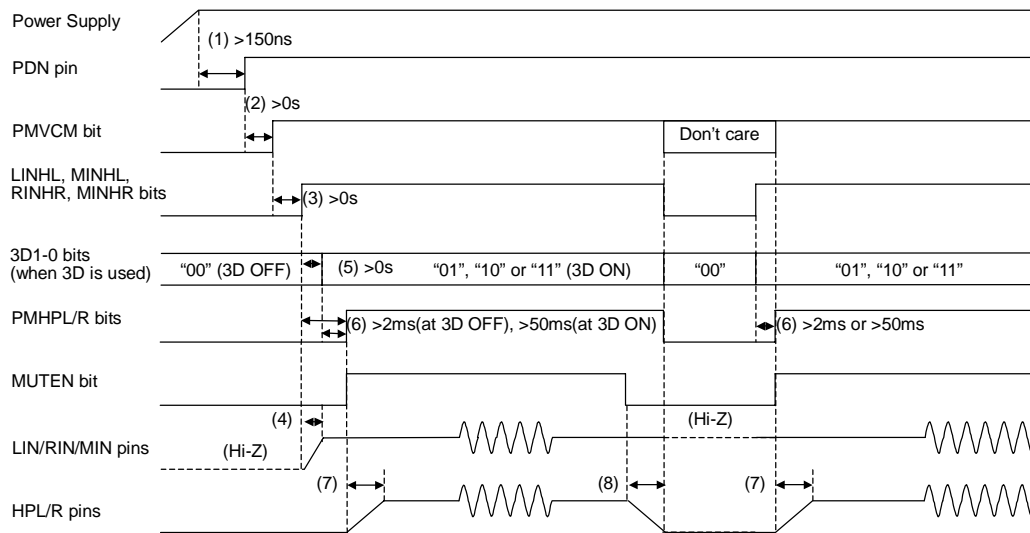 Power Supply
(1) >150ns
PDN pin
(2) >0s
PMVCM bit
Don't care
LINHL, MINHL,
RINHR, MINHR bits
(3) >0s
3D1-0 bits
(when 3D is used)
“00” (3D OFF)
(5) >0s
“01”, “10” or “11” (3D ON)
“00”
“01”, “10” or “11”
PMHPL/R bits
(6) >2ms(at 3D OFF), >50ms(at 3D ON)
(6) >2ms or >50ms
MUTEN bit
(4)
(Hi-Z)
LIN/RIN/MIN pins
(Hi-Z)
(7)
(8)
(7)
HPL/R pins